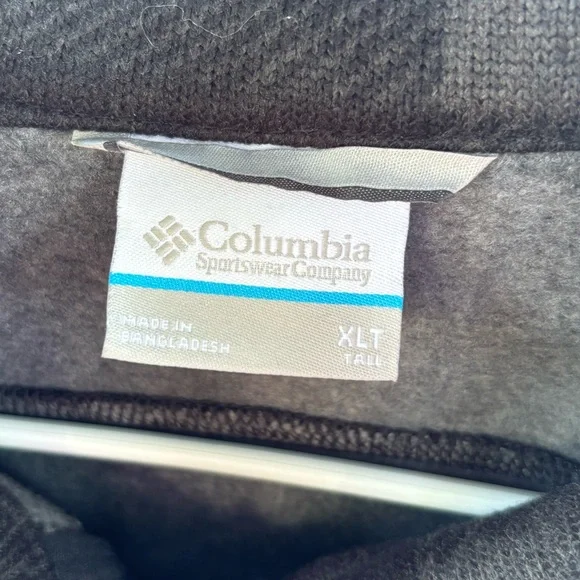 Columbia
Sportswear Company
MADE IN
BANGLADESH
XLT
TALL